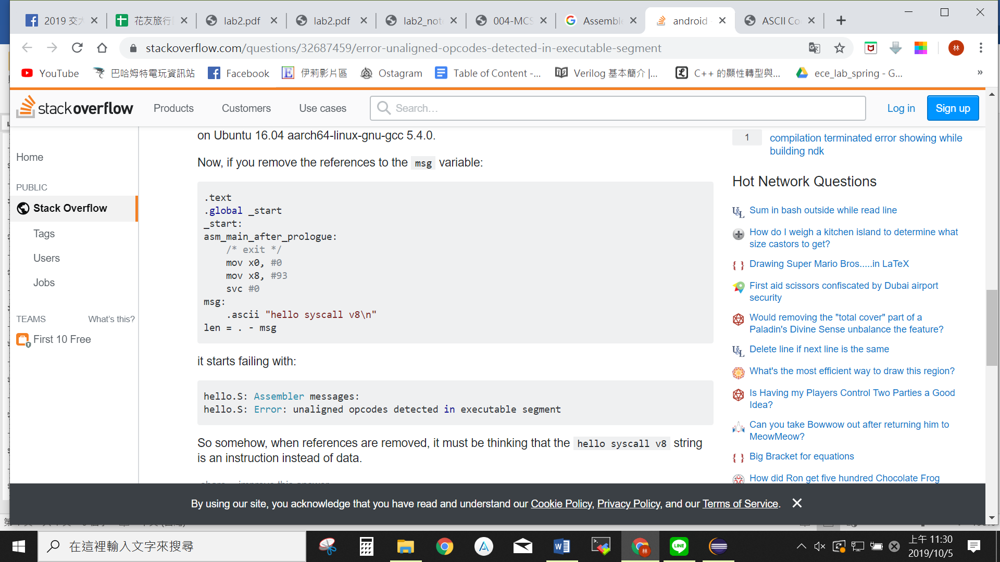 2019 交大
花友旅行
lab2.pdf
lab2.pdf
lab2_not
004-MCS
Assemble
android -
ASCII Co
stackoverflow.com/questions/32687459/error-unaligned-opcodes-detected-in-executable-segment
林
YouTube
巴哈姆特電玩資訊站
Facebook
伊莉影片區
Ostagram
Table of Content -...
Verilog 基本簡介 |...
C++ 的顯性轉型與...
ece_lab_spring - G...
»
stackoverflow
Products
Customers
Use cases
Search…
Log in
Sign up
Home
PUBLIC
Stack Overflow
Tags
Users
Jobs
TEAMS
What's this?
First 10 Free
on Ubuntu 16.04 aarch64-linux-gnu-gcc 5.4.0.
Now, if you remove the references to the msg variable:
.text
.global _start
_start:
asm_main_after_prologue:
/* exit */
mov x0, #0
mov x8, #93
svc #0
msg:
.ascii "hello syscall v8\n"
len = . - msg
it starts failing with:
hello.S: Assembler messages:
hello.S: Error: unaligned opcodes detected in executable segment
So somehow, when references are removed, it must be thinking that the hello syscall v8 string
is an instruction instead of data.
share improve this answer
1
compilation terminated error showing while
building ndk
Hot Network Questions
Sum in bash outside while read line
How do I weigh a kitchen island to determine what
size castors to get?
Drawing Super Mario Bros.....in LaTeX
First aid scissors confiscated by Dubai airport
security
Would removing the "total cover" part of a
Paladin's Divine Sense unbalance the feature?
Delete line if next line is the same
What's the most efficient way to draw this region?
Is Having my Players Control Two Parties a Good
Idea?
Can you take Bowwow out after returning him to
MeowMeow?
Big Bracket for equations
How did Ron get five hundred Chocolate Frog
By using our site, you acknowledge that you have read and understand our Cookie Policy, Privacy Policy, and our Terms of Service.
在這裡輸入文字來搜尋
LINE
林
上午 11:30
2019/10/5